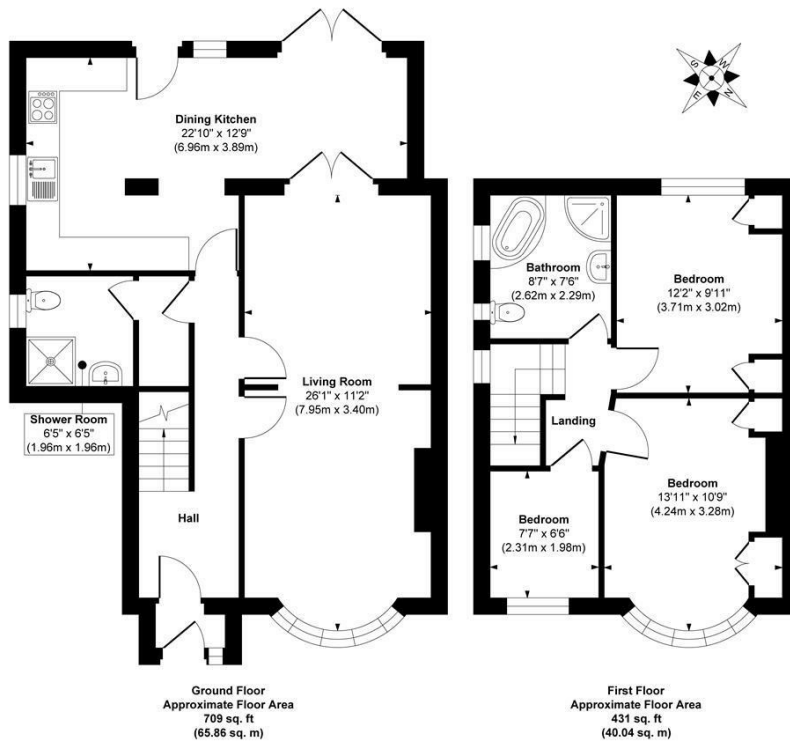 Dining Kitchen
22'10" x 12'9"
(6.96m x 3.89m)
S
W
E
N
Bathroom
8'7" x 7'6"
(2.62m x 2.29m)
Bedroom
12'2" x 9'11"
(3.71m x 3.02m)
Living Room
26'1" x 11'2"
(7.95m x 3.40m)
Shower Room
6'5" x 6'5"
(1.96m x 1.96m)
Landing
Hall
Bedroom
13'11" x 10'9"
(4.24m x 3.28m)
Bedroom
7'7" x 6'6"
(2.31m x 1.98m)
Ground Floor
Approximate Floor Area
709 sq. ft
(65.86 sq. m)
First Floor
Approximate Floor Area
431 sq. ft
(40.04 sq. m)